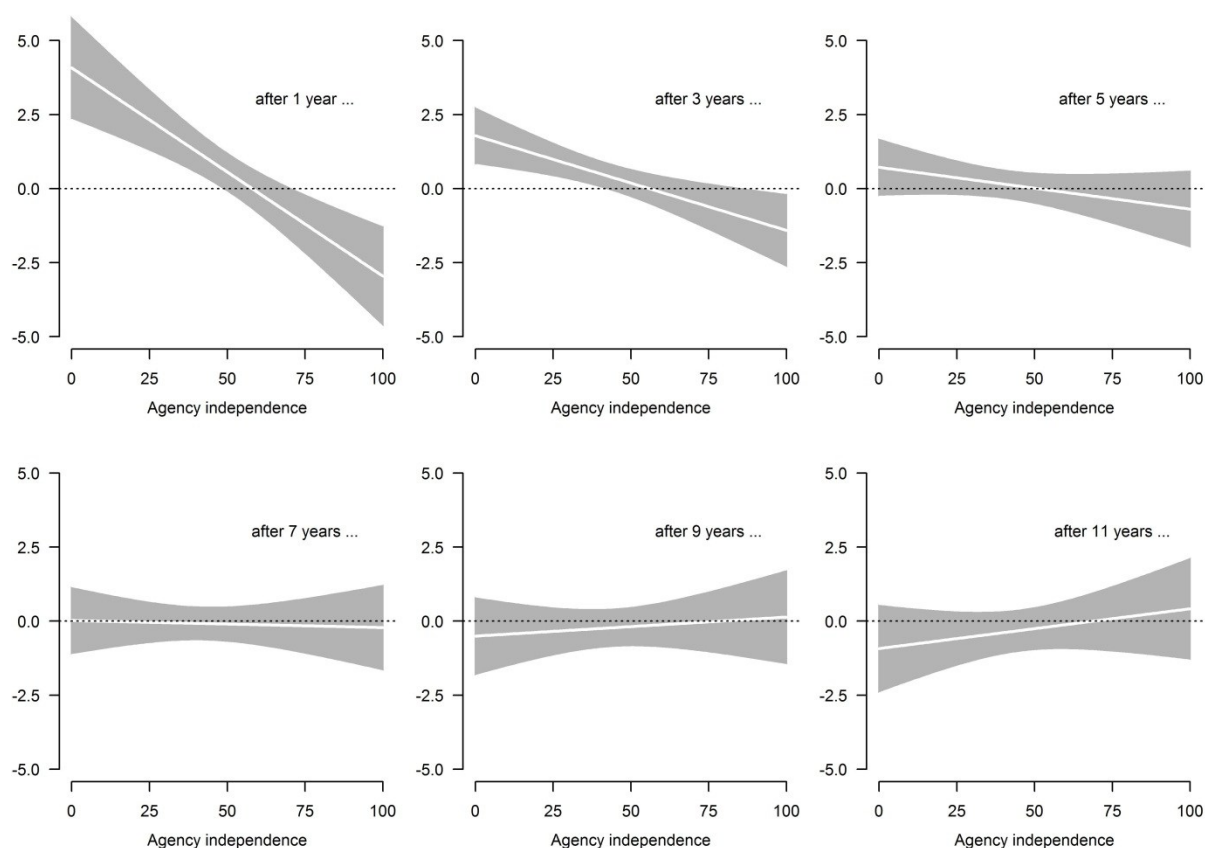 5.0
2.5
0.0
-2.5
-5.0
after 1 year ...
0 25 50 75 100
Agency independence
5.0
2.5
0.0
-2.5
-5.0
after 3 years ...
0 25 50 75 100
Agency independence
5.0
2.5
0.0
-2.5
-5.0
after 5 years ...
0 25 50 75 100
Agency independence
5.0
2.5
0.0
-2.5
-5.0
after 7 years ...
0 25 50 75 100
Agency independence
5.0
2.5
0.0
-2.5
-5.0
after 9 years ...
0 25 50 75 100
Agency independence
5.0
2.5
0.0
-2.5
-5.0
after 11 years ...
0 25 50 75 100
Agency independence